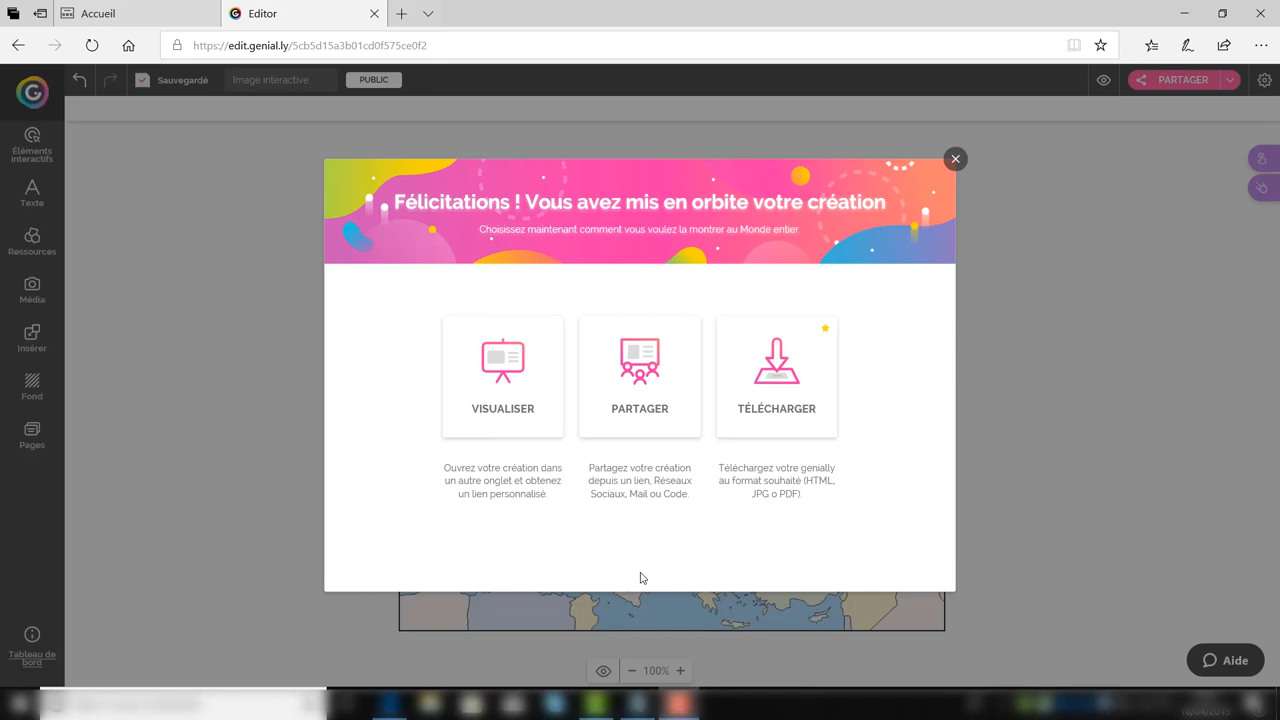 Accueil
Editor
https://edit.genial.ly/5cb5d15a3b01cd0f575ce0f2
Sauvegardé
Image interactive
PUBLIC
PARTAGER
Éléments
interactifs
Texte
Ressources
Média
Insérer
Fond
Pages
Tableau de
bord
Félicitations ! Vous avez mis en orbite votre création
Choisissez maintenant comment vous voulez la montrer au Monde entier
VISUALISER
PARTAGER
TÉLÉCHARGER
Ouvrez votre création dans
un autre onglet et obtenez
un lien personnalisé.
Partagez votre création
depuis un lien, Réseaux
Sociaux, Mail ou Code.
Téléchargez votre genially
au format souhaité (HTML,
JPG o PDF).
100%
Aide